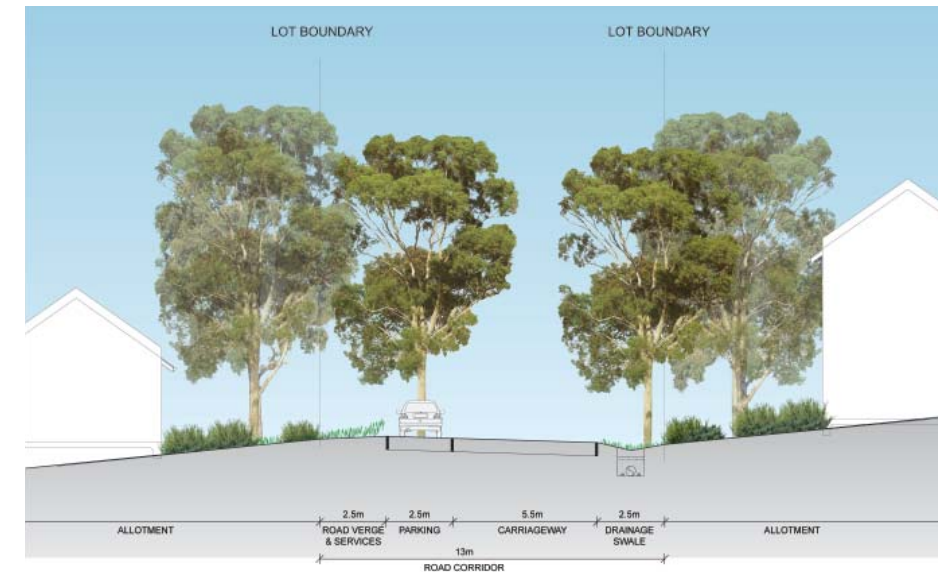 LOT BOUNDARY
LOT BOUNDARY
2.5m
2.5m
5.5m
2.5m
ALLOTMENT
ROAD VERGE
& SERVICES
PARKING
CARRIAGEWAY
DRAINAGE
SWALE
ALLOTMENT
13m
ROAD CORRIDOR